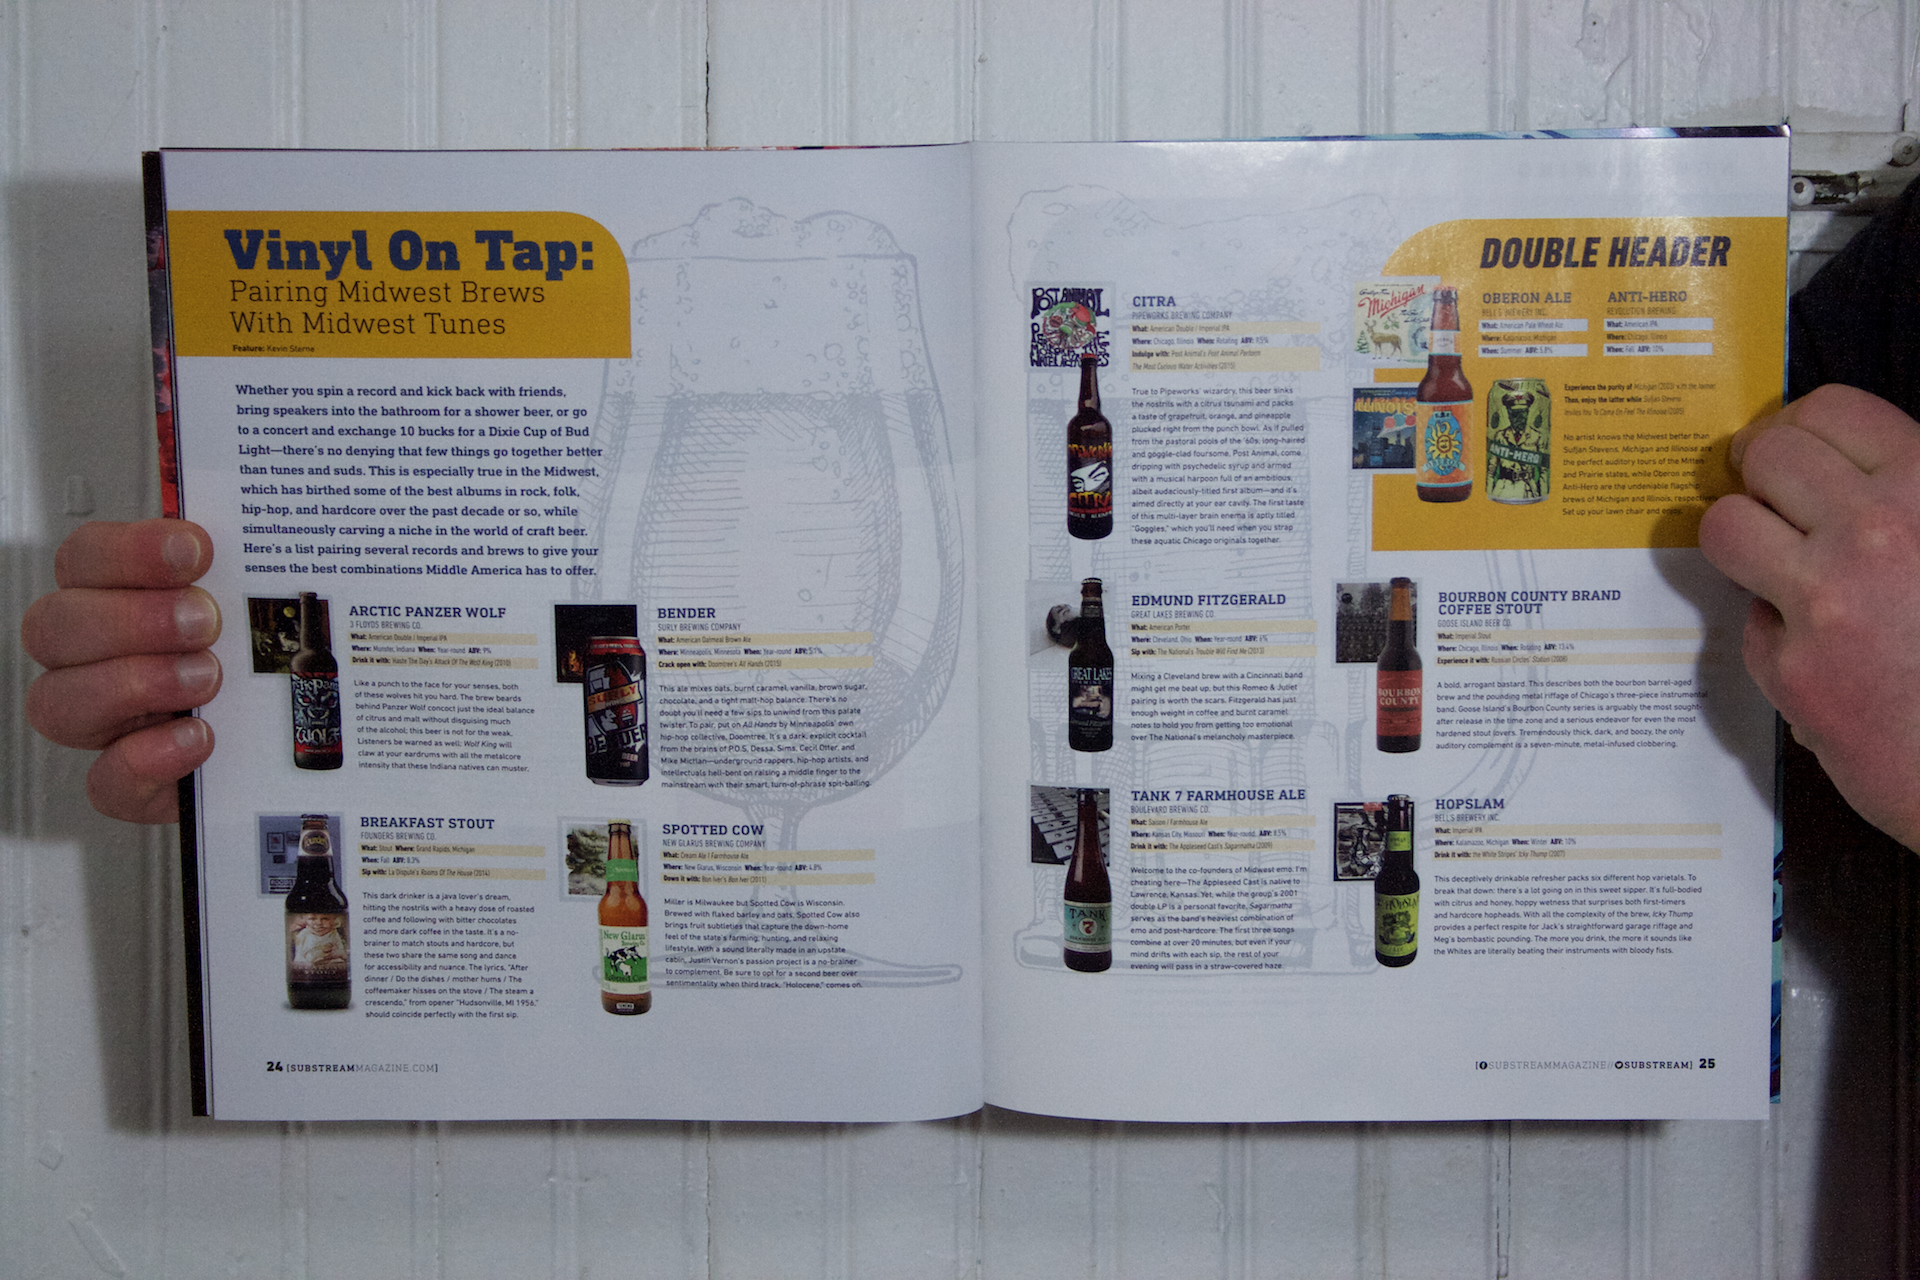 Vinyl On Tap:
Pairing Midwest Brews
With Midwest Tunes
Feature: Kevin Sterne
Whether you spin a record and kick back with friends,
bring speakers into the bathroom for a shower beer, or go
to a concert and exchange 10 bucks for a Dixie Cup of Bud
Light—there's no denying that few things go together better
than tunes and suds. This is especially true in the Midwest,
which has birthed some of the best albums in rock, folk,
hip-hop, and hardcore over the past decade or so, while
simultaneously carving a niche in the world of craft beer.
Here's a list pairing several records and brews to give your
senses the best combinations Middle America has to offer.
ARCTIC PANZER WOLF
3 FLOYDS BREWING CO.
What: American Double / Imperial IPA
Where: Munster, Indiana When: Year-round ABV: 9%
Drink it with: Haste The Day's Attack Of The Wolf King (2010)
Like a punch to the face for your senses, both
of these wolves hit you hard. The brew beards
behind Panzer Wolf concoct just the ideal balance
of citrus and malt without disguising much
of the alcohol; this beer is not for the weak.
Listeners be warned as well: Wolf King will
claw at your eardrums with all the metalcore
intensity that these Indiana natives can muster.
BENDER
SURLY BREWING COMPANY
What: American Oatmeal Brown Ale
Where: Minneapolis, Minnesota When: Year-round ABV: 5.1%
Crack open with: Doomtree's All Hands (2015)
This ale mixes oats, burnt caramel, vanilla, brown sugar,
chocolate, and a tight malt-hop balance. There's no
doubt you'll need a few sips to unwind from this palate
twister. To pair, put on All Hands by Minneapolis' own
hip-hop collective, Doomtree. It's a dark, explicit cocktail
from the brains of P.O.S, Dessa, Sims, Cecil Otter, and
Mike Mictlan—underground rappers, hip-hop artists, and
intellectuals hell-bent on raising a middle finger to the
mainstream with their smart, turn-of-phrase spit-balling.
BREAKFAST STOUT
FOUNDERS BREWING CO.
What: Stout Where: Grand Rapids, Michigan
When: Fall ABV: 8.3%
Sip with: La Dispute's Rooms Of The House (2014)
This dark drinker is a java lover's dream,
hitting the nostrils with a heavy dose of roasted
coffee and following with bitter chocolates
and more dark coffee in the taste. It's a no-
brainer to match stouts and hardcore, but
these two share the same song and dance
for accessibility and nuance. The lyrics, "After
dinner / Do the dishes / mother hums / The
coffeemaker hisses on the stove / The steam a
crescendo," from opener "Hudsonville, MI 1956,"
should coincide perfectly with the first sip.
SPOTTED COW
NEW GLARUS BREWING COMPANY
What: Cream Ale / Farmhouse Ale
Where: New Glarus, Wisconsin When: Year-round ABV: 4.8%
Down it with: Bon Iver's Bon Iver (2011)
Miller is Milwaukee but Spotted Cow is Wisconsin.
Brewed with flaked barley and oats, Spotted Cow also
brings fruit subtleties that capture the down-home
feel of the state's farming, hunting, and relaxing
lifestyle. With a sound literally made in an upstate
cabin, Justin Vernon's passion project is a no-brainer
to complement. Be sure to opt for a second beer over
sentimentality when third track, "Holocene," comes on.
24 [SUBSTREAMMAGAZINE.COM]
CITRA
PIPEWORKS BREWING COMPANY
What: American Double / Imperial IPA
Where: Chicago, Illinois When: Rotating ABV: 9.5%
Indulge with: Post Animal's Post Animal Perform
The Most Curious Water Activities (2015)
True to Pipeworks' wizardry, this beer sinks
the nostrils with a citrus tsunami and packs
a taste of grapefruit, orange, and pineapple
plucked right from the punch bowl. As if pulled
from the pastoral pools of the '60s, long-haired
and goggle-clad foursome, Post Animal, come
dripping with psychedelic syrup and armed
with a musical harpoon full of an ambitious,
albeit audaciously-titled first album—and it's
aimed directly at your ear cavity. The first taste
of this multi-layer brain enema is aptly titled
"Goggles," which you'll need when you strap
these aquatic Chicago originals together.
DOUBLE HEADER
Michigan
ILLINOIS
ANTI-HERO
OBERON ALE
BELL'S BREWERY INC.
What: American Pale Wheat Ale
Where: Kalamazoo, Michigan
When: Summer ABV: 5.8%
ANTI-HERO
REVOLUTION BREWING
What: American IPA
Where: Chicago, Illinois
When: Fall ABV: 10%
Experience the purity of Michigan (2003) with the former.
Then, enjoy the latter while Sufjan Stevens
Invites You To Come On Feel The Illinoise (2005)
No artist knows the Midwest better than
Sufjan Stevens. Michigan and Illinoise are
the perfect auditory tours of the Mitten
and Prairie states, while Oberon and
Anti-Hero are the undeniable flagship
brews of Michigan and Illinois, respectively.
Set up your lawn chair and enjoy.
EDMUND FITZGERALD
GREAT LAKES BREWING CO.
What: American Porter
Where: Cleveland, Ohio When: Year-round ABV: 6%
Sip with: The National's Trouble Will Find Me (2013)
Mixing a Cleveland brew with a Cincinnati band
might get me beat up, but this Romeo & Juliet
pairing is worth the scars. Fitzgerald has just
enough weight in coffee and burnt caramel
notes to hold you from getting too emotional
over The National's melancholy masterpiece.
BOURBON COUNTY BRAND
COFFEE STOUT
GOOSE ISLAND BEER CO.
What: Imperial Stout
Where: Chicago, Illinois When: Rotating ABV: 13.4%
Experience it with: Russian Circles' Station (2008)
A bold, arrogant bastard. This describes both the bourbon barrel-aged
brew and the pounding metal riffage of Chicago's three-piece instrumental
band. Goose Island's Bourbon County series is arguably the most sought-
after release in the time zone and a serious endeavor for even the most
hardened stout lovers. Tremendously thick, dark, and boozy, the only
auditory complement is a seven-minute, metal-infused clobbering.
TANK 7 FARMHOUSE ALE
BOULEVARD BREWING CO.
What: Saison / Farmhouse Ale
Where: Kansas City, Missouri When: Year-round ABV: 8.5%
Drink it with: The Appleseed Cast's Sagarmatha (2009)
Welcome to the co-founders of Midwest emo. I'm
cheating here—The Appleseed Cast is native to
Lawrence, Kansas. Yet, while the group's 2001
double LP is a personal favorite, Sagarmatha
serves as the band's heaviest combination of
emo and post-hardcore. The first three songs
combine at over 20 minutes, but even if your
mind drifts with each sip, the rest of your
evening will pass in a straw-covered haze.
HOPSLAM
BELL'S BREWERY INC.
What: Imperial IPA
Where: Kalamazoo, Michigan When: Winter ABV: 10%
Drink it with: the White Stripes' Icky Thump (2007)
This deceptively drinkable refresher packs six different hop varietals. To
break that down: there's a lot going on in this sweet sipper. It's full-bodied
with citrus and honey, hoppy wetness that surprises both first-timers
and hardcore hopheads. With all the complexity of the brew, Icky Thump
provides a perfect respite for Jack's straightforward garage riffage and
Meg's bombastic pounding. The more you drink, the more it sounds like
the Whites are literally beating their instruments with bloody fists.
[SUBSTREAMMAGAZINE//SUBSTREAM] 25